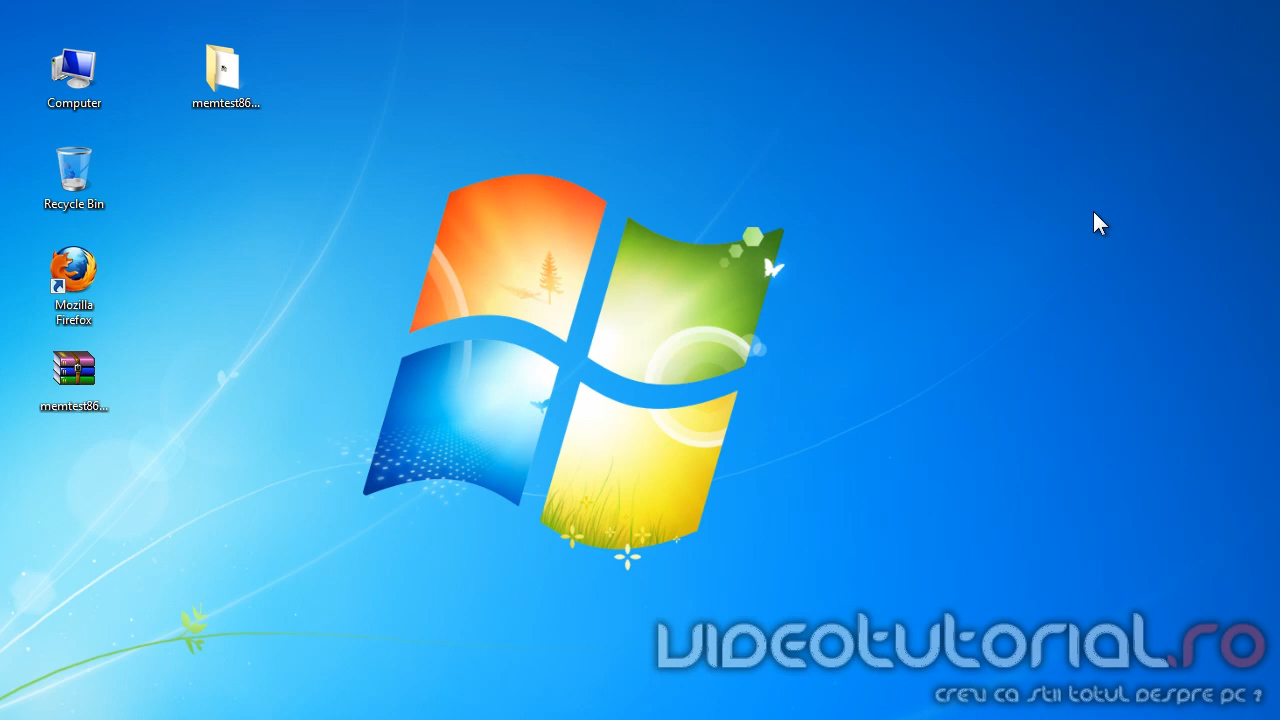 Computer
memtest86...
Recycle Bin
Mozilla
Firefox
memtest86...
VIDEOTUTORIAL.RO
CREU CA STII TOTUL DESPRE PC ?